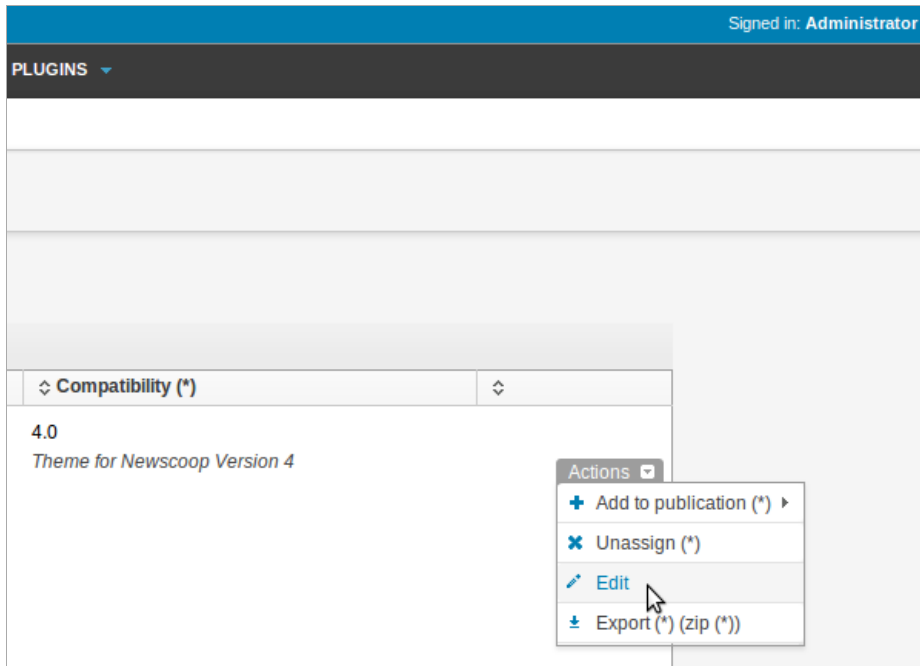 Signed in: Administrator
PLUGINS
Compatibility (*)
4.0
Theme for Newscoop Version 4
Actions
Add to publication (*)
Unassign (*)
Edit
Export (*) (zip (*))